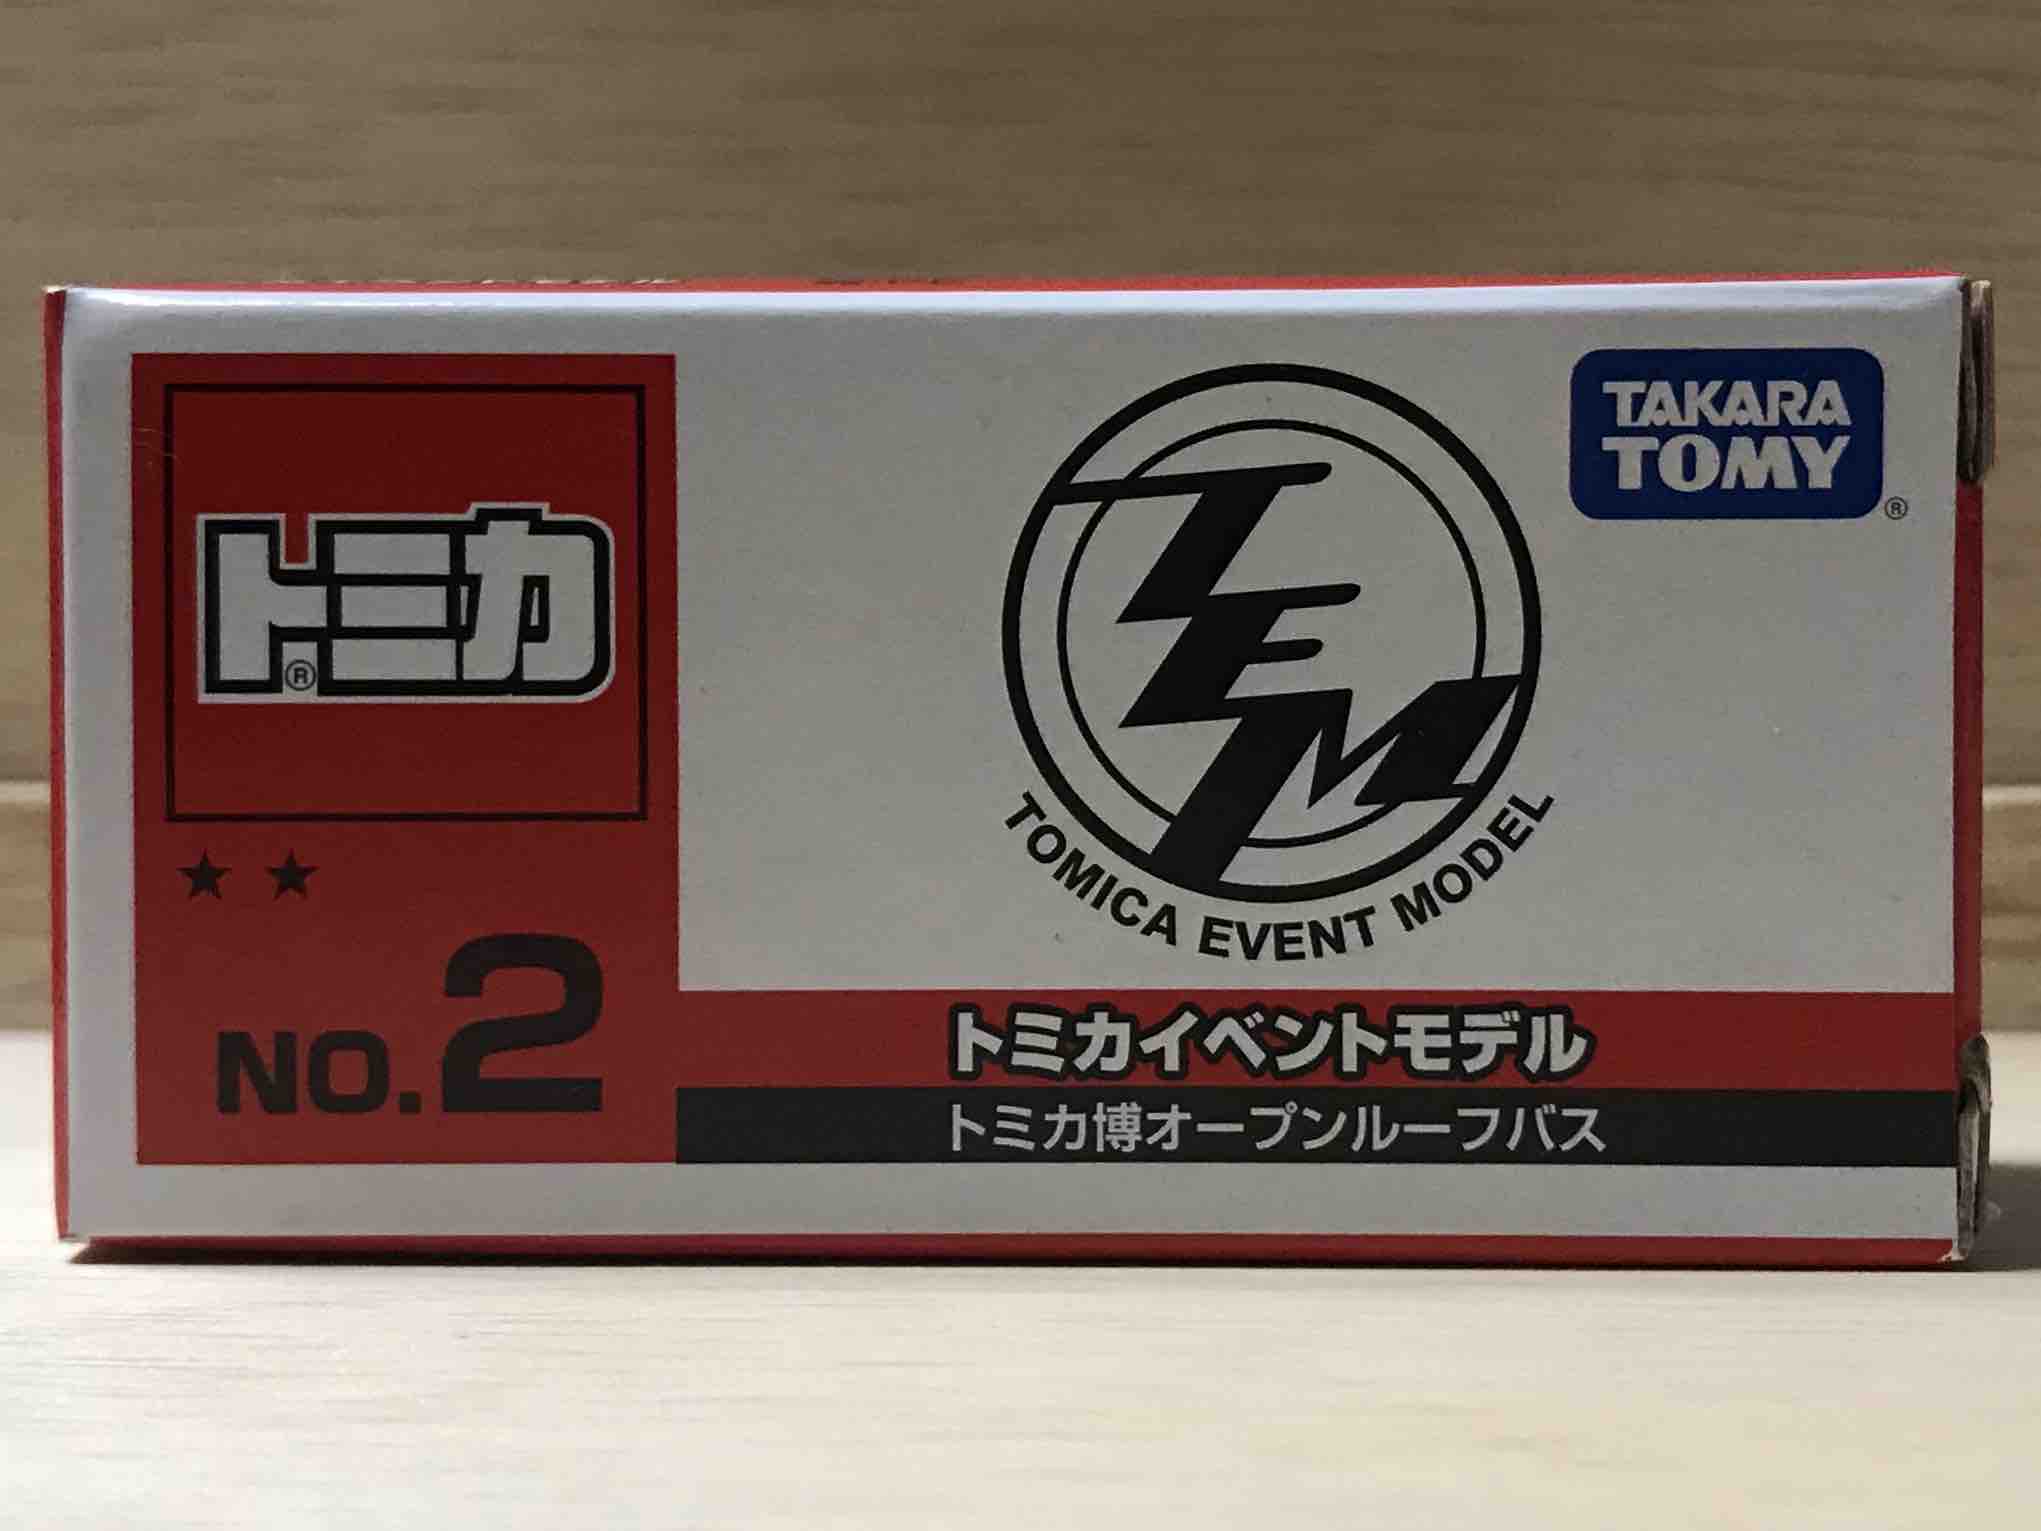 トミカ®
★ ★
NO.2
TEM
TOMICA EVENT MODEL
TAKARA
TOMY®
トミカイベントモデル
トミカ博オープンルーフバス